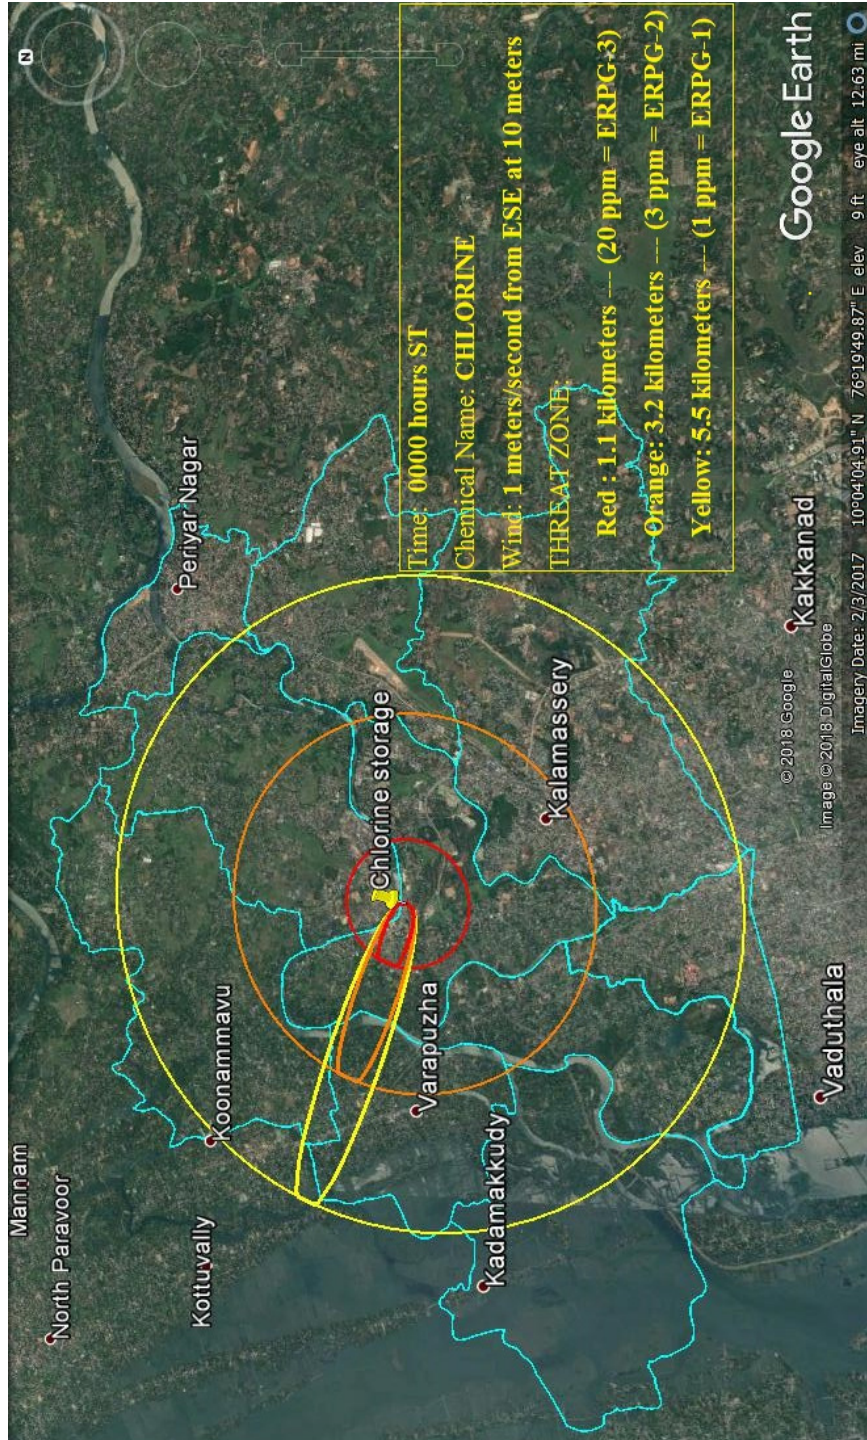 N
Mannam
North Paravoor
Kottuvally
Koonammavu
Periyar Nagar
Chlorine storage
Varapuzha
Kadamakkudy
Kalamassery
Vaduthala
Kakkanad
Time: 0000 hours ST
Chemical Name: CHLORINE
Wind: 1 meters/second from ESE at 10 meters
THREAT ZONE:
Red : 1.1 kilometers --- (20 ppm = ERPG-3)
Orange: 3.2 kilometers --- (3 ppm = ERPG-2)
Yellow: 5.5 kilometers --- (1 ppm = ERPG-1)
© 2018 Google
Image © 2018 DigitalGlobe
Google Earth
Imagery Date: 2/3/2017 10°04'04.91" N 76°19'49.87" E elev 9 ft eye alt 12.63 mi